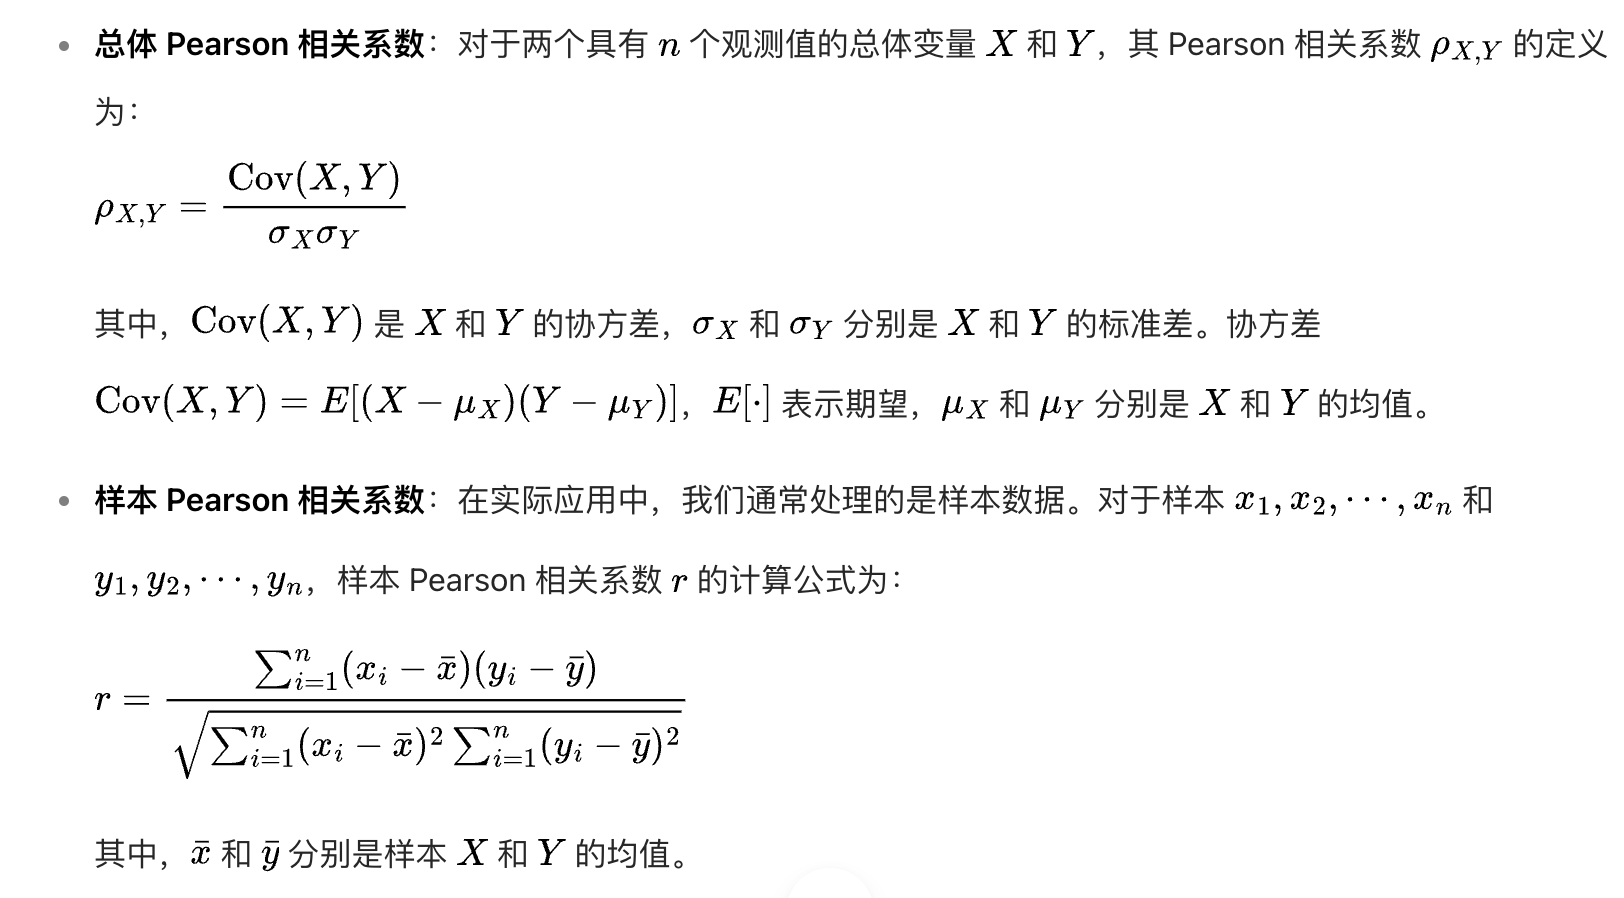 • 总体 Pearson 相关系数：对于两个具有 $n$ 个观测值的总体变量 $X$ 和 $Y$，其 Pearson 相关系数 $\rho_{X,Y}$ 的定义
为：
$\rho_{X,Y} = \frac{\mathrm{Cov}(X,Y)}{\sigma_X \sigma_Y}$
其中，$\mathrm{Cov}(X,Y)$ 是 $X$ 和 $Y$ 的协方差，$\sigma_X$ 和 $\sigma_Y$ 分别是 $X$ 和 $Y$ 的标准差。协方差
$\mathrm{Cov}(X,Y) = E[(X-\mu_X)(Y-\mu_Y)]$，$E[\cdot]$ 表示期望，$\mu_X$ 和 $\mu_Y$ 分别是 $X$ 和 $Y$ 的均值。
• 样本 Pearson 相关系数：在实际应用中，我们通常处理的是样本数据。对于样本 $x_1, x_2, \cdots, x_n$ 和
$y_1, y_2, \cdots, y_n$，样本 Pearson 相关系数 $r$ 的计算公式为：
$r = \frac{\sum_{i=1}^{n}(x_i-\bar{x})(y_i-\bar{y})}{\sqrt{\sum_{i=1}^{n}(x_i-\bar{x})^2 \sum_{i=1}^{n}(y_i-\bar{y})^2}}$
其中，$\bar{x}$ 和 $\bar{y}$ 分别是样本 $X$ 和 $Y$ 的均值。